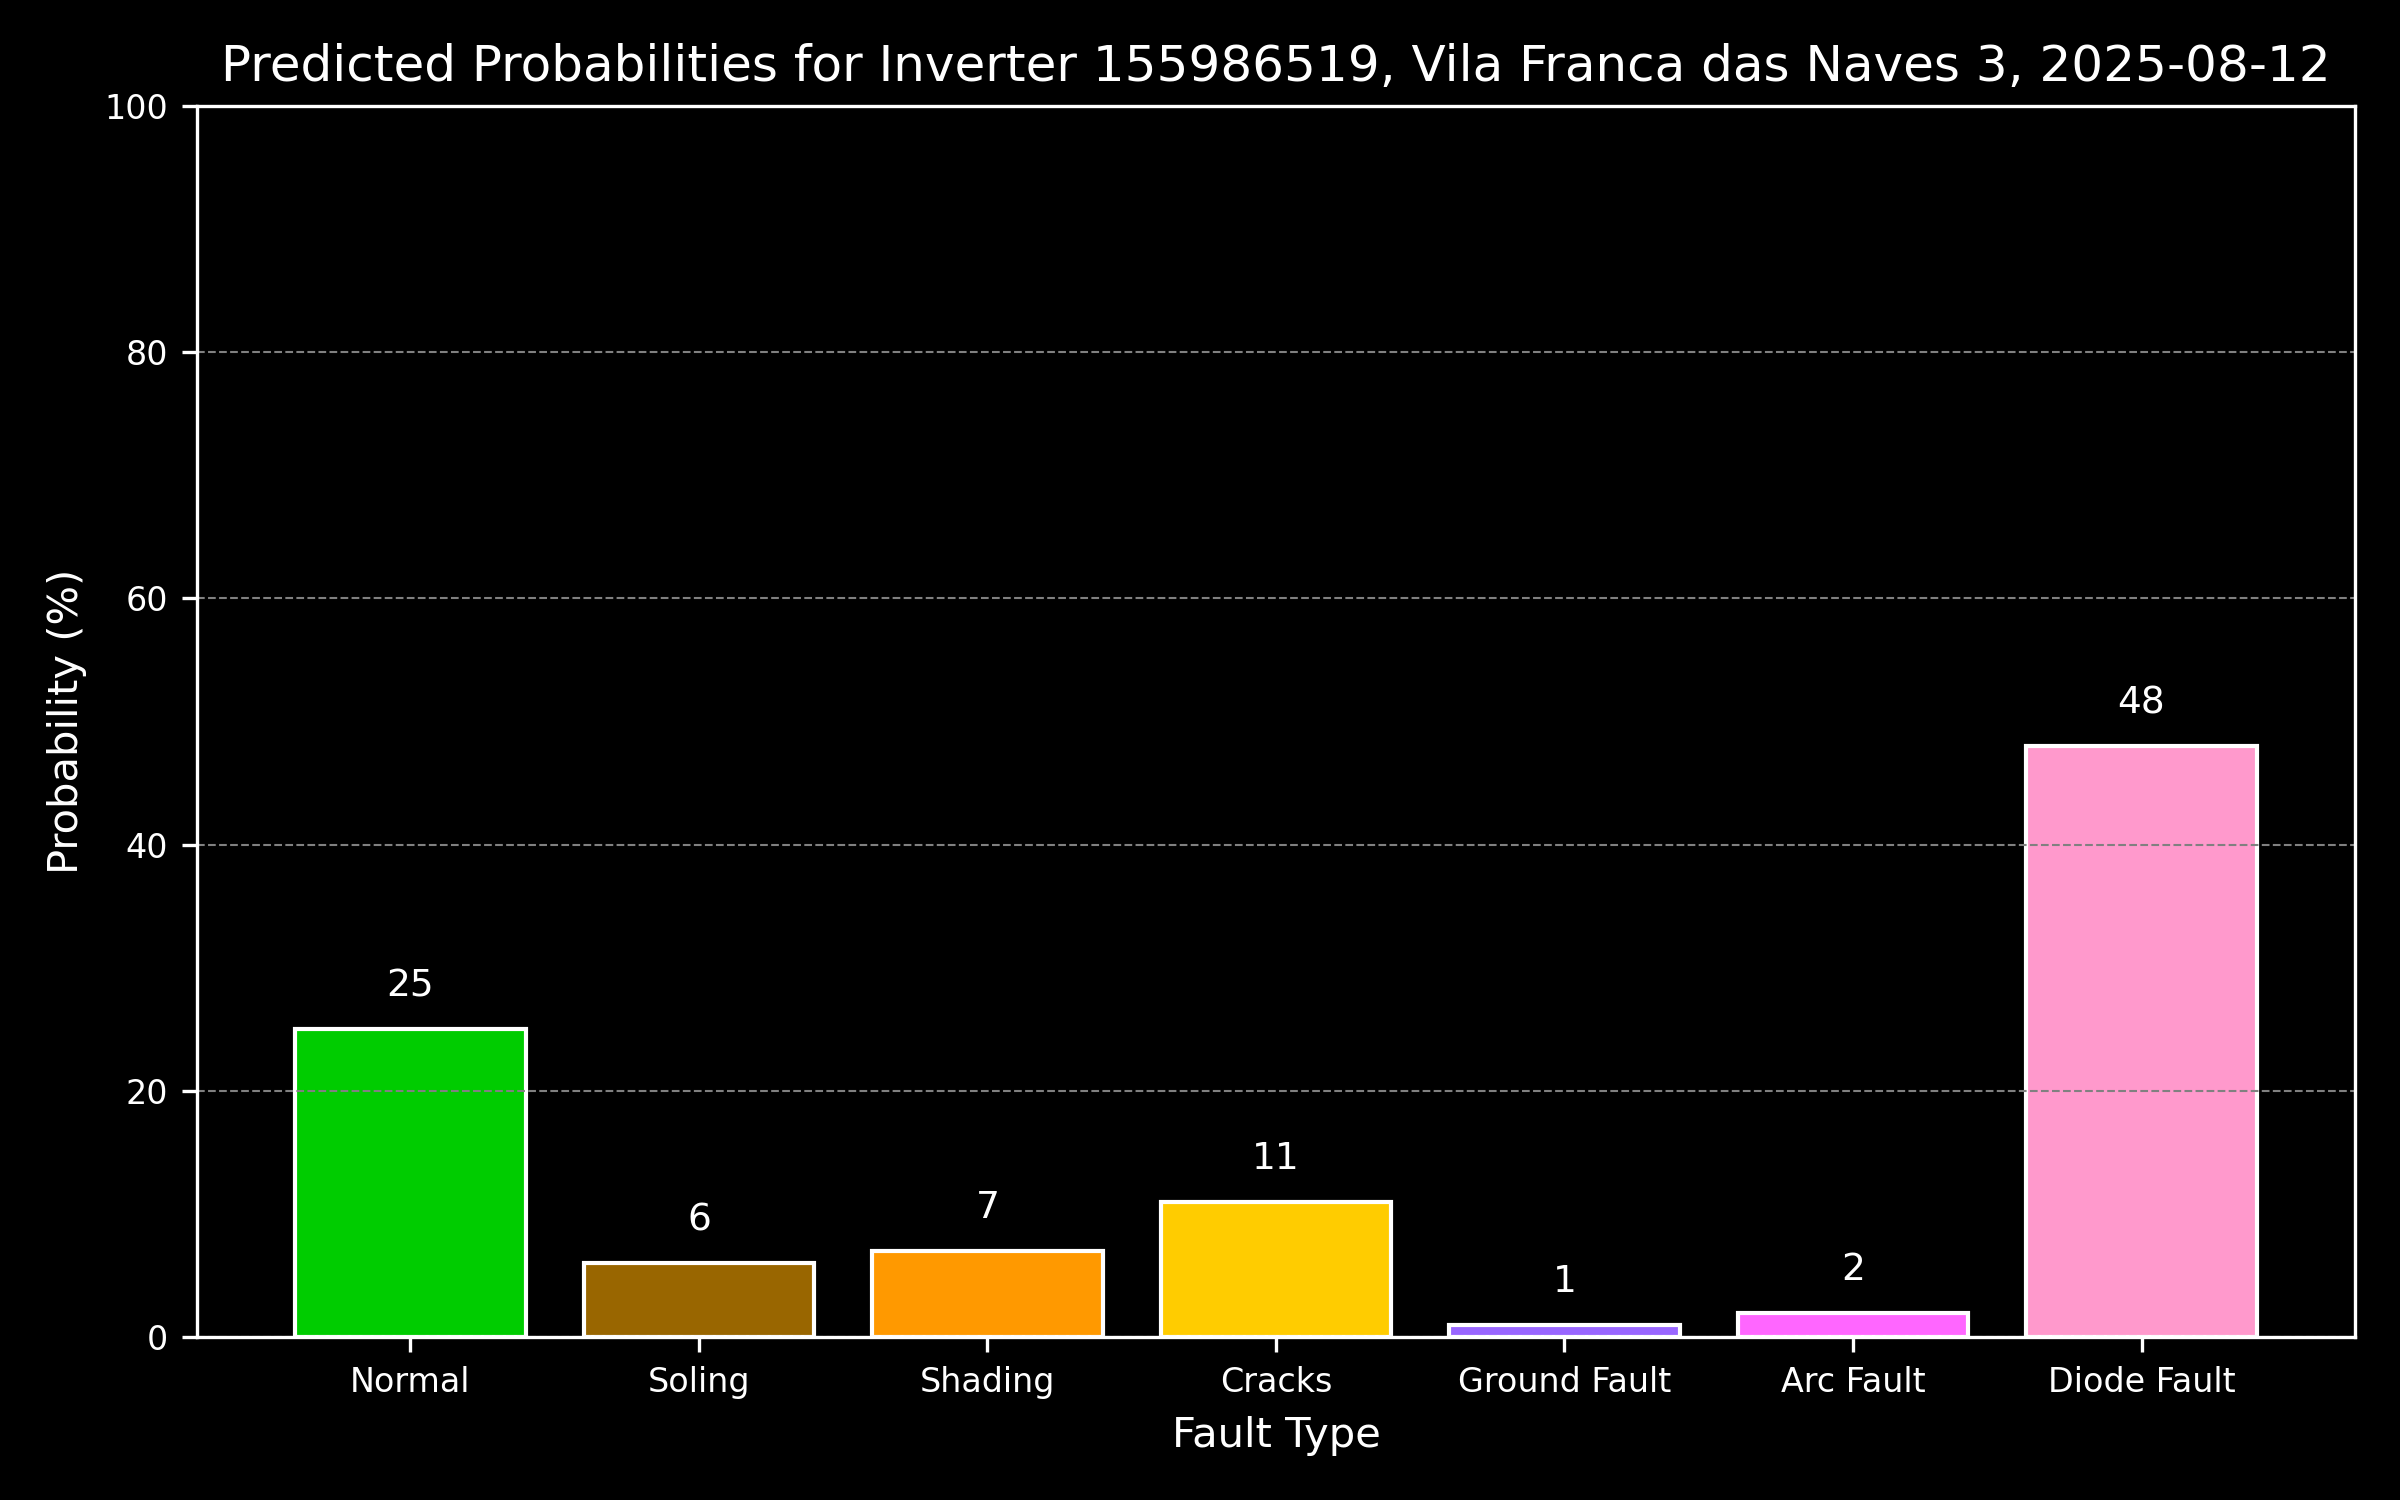 Predicted Probabilities for Inverter 155986519, Vila Franca das Naves 3, 2025-08-12
100
80
60
40
20
0
Probability (%)
25
6
7
11
1
2
48
Normal
Soling
Shading
Cracks
Ground Fault
Arc Fault
Diode Fault
Fault Type